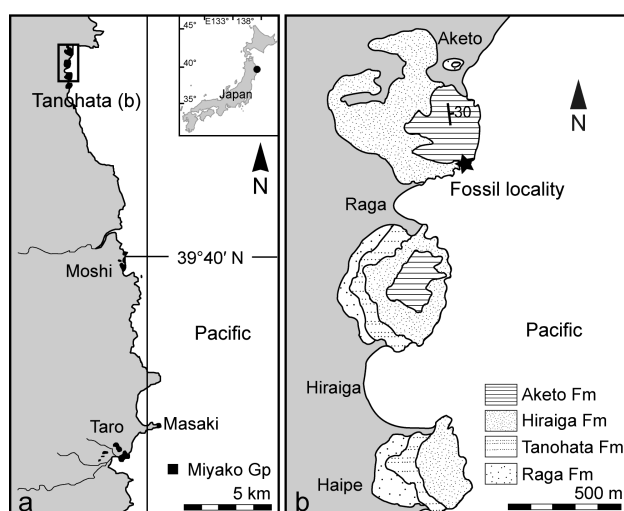 E133° 138°
45°
40°
35°
Japan
Tanohata (b)
N
39°40′ N
Moshi
Pacific
Taro
Masaki
Miyako Gp
5 km
a
Aketo
30
N
Fossil locality
Raga
Pacific
Hiraiga
Aketo Fm
Hiraiga Fm
Tanohata Fm
Raga Fm
Haipe
500 m
b